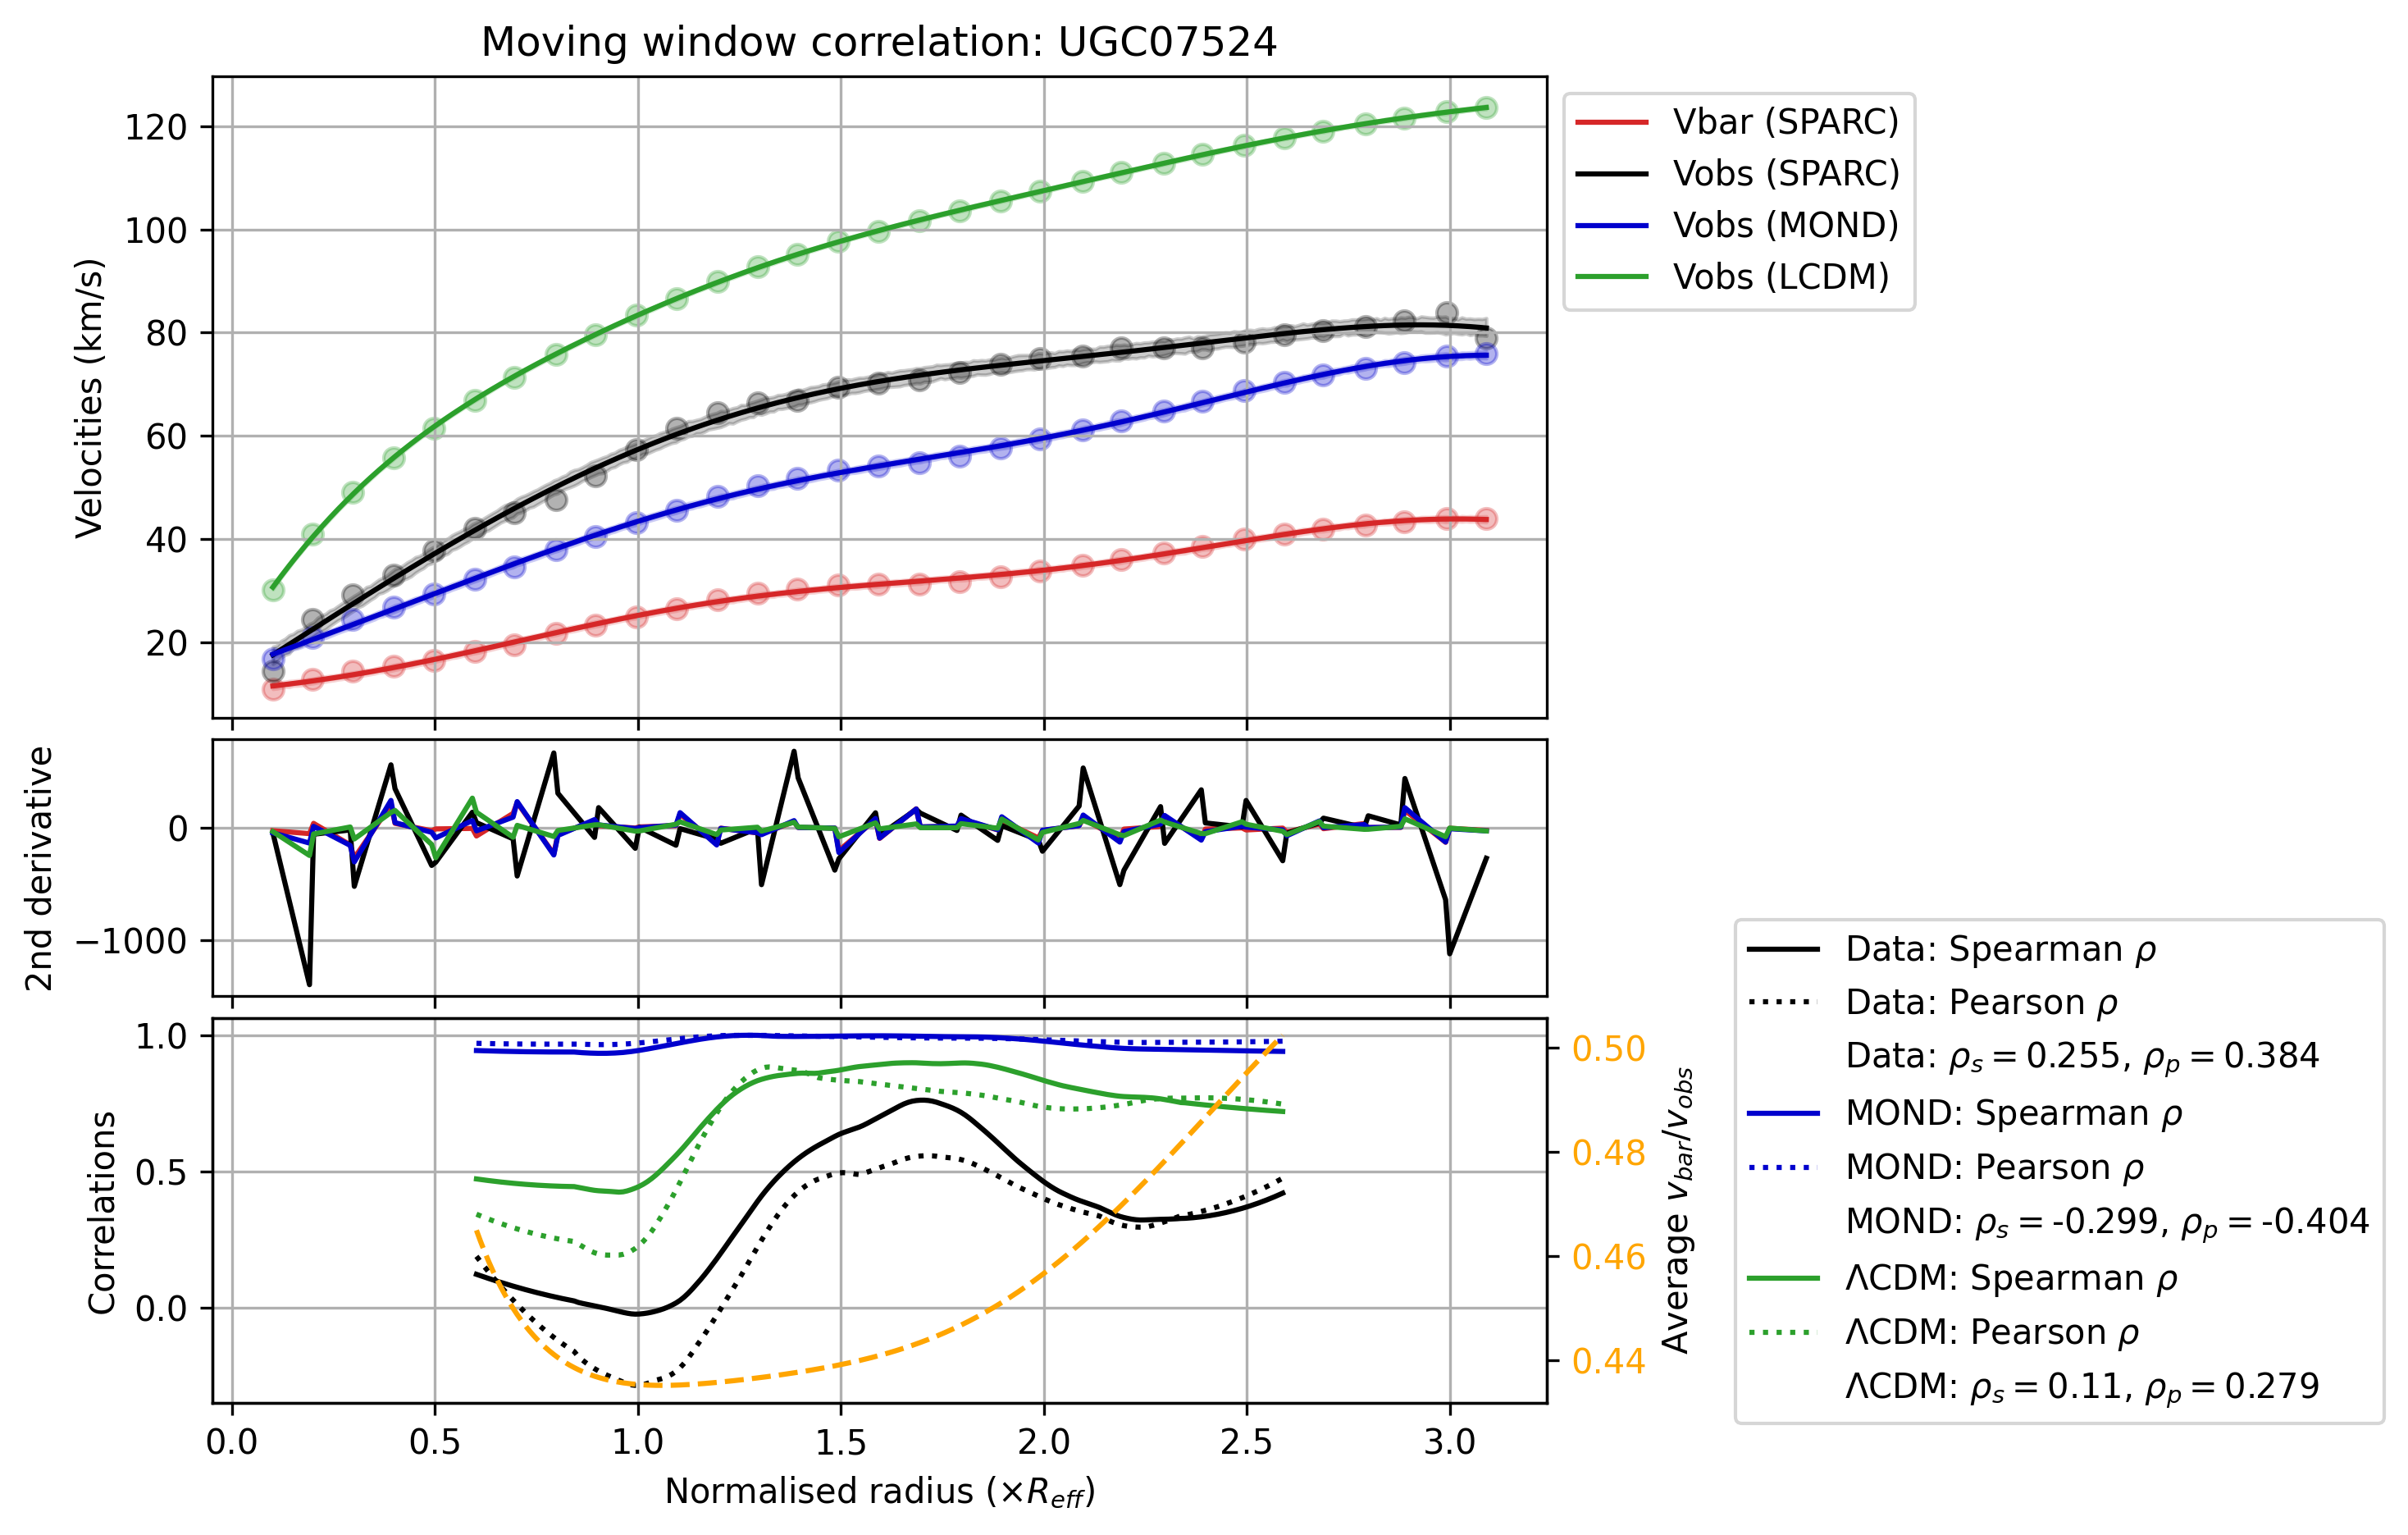 Moving window correlation: UGC07524
120
100
80
60
40
20
Velocities (km/s)
Vbar (SPARC)
Vobs (SPARC)
Vobs (MOND)
Vobs (LCDM)
0
−1000
2nd derivative
1.0
0.5
0.0
Correlations
0.50
0.48
0.46
0.44
Average v_bar/v_obs
Data: Spearman ρ
Data: Pearson ρ
Data: ρ_s = 0.255, ρ_p = 0.384
MOND: Spearman ρ
MOND: Pearson ρ
MOND: ρ_s = -0.299, ρ_p = -0.404
ΛCDM: Spearman ρ
ΛCDM: Pearson ρ
ΛCDM: ρ_s = 0.11, ρ_p = 0.279
0.0 0.5 1.0 1.5 2.0 2.5 3.0
Normalised radius (×R_eff)